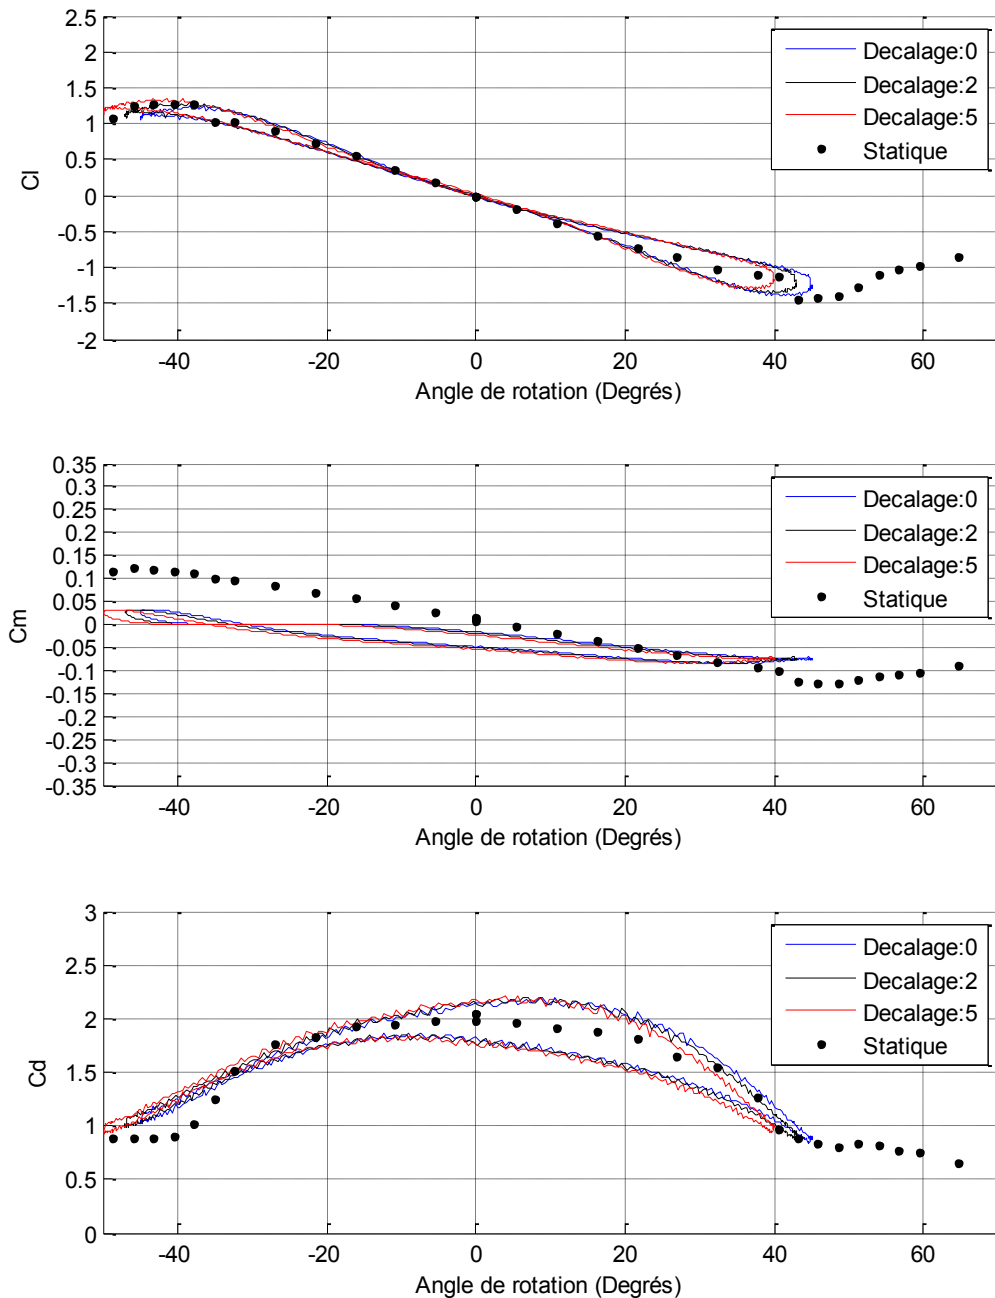 2.5
2
1.5
1
0.5
0
-0.5
-1
-1.5
-2
Cl
-40
-20
0
20
40
60
Angle de rotation (Degrés)
Decalage:0
Decalage:2
Decalage:5
Statique
0.35
0.3
0.25
0.2
0.15
0.1
0.05
0
-0.05
-0.1
-0.15
-0.2
-0.25
-0.3
-0.35
Cm
-40
-20
0
20
40
60
Angle de rotation (Degrés)
Decalage:0
Decalage:2
Decalage:5
Statique
3
2.5
2
1.5
1
0.5
0
Cd
-40
-20
0
20
40
60
Angle de rotation (Degrés)
Decalage:0
Decalage:2
Decalage:5
Statique